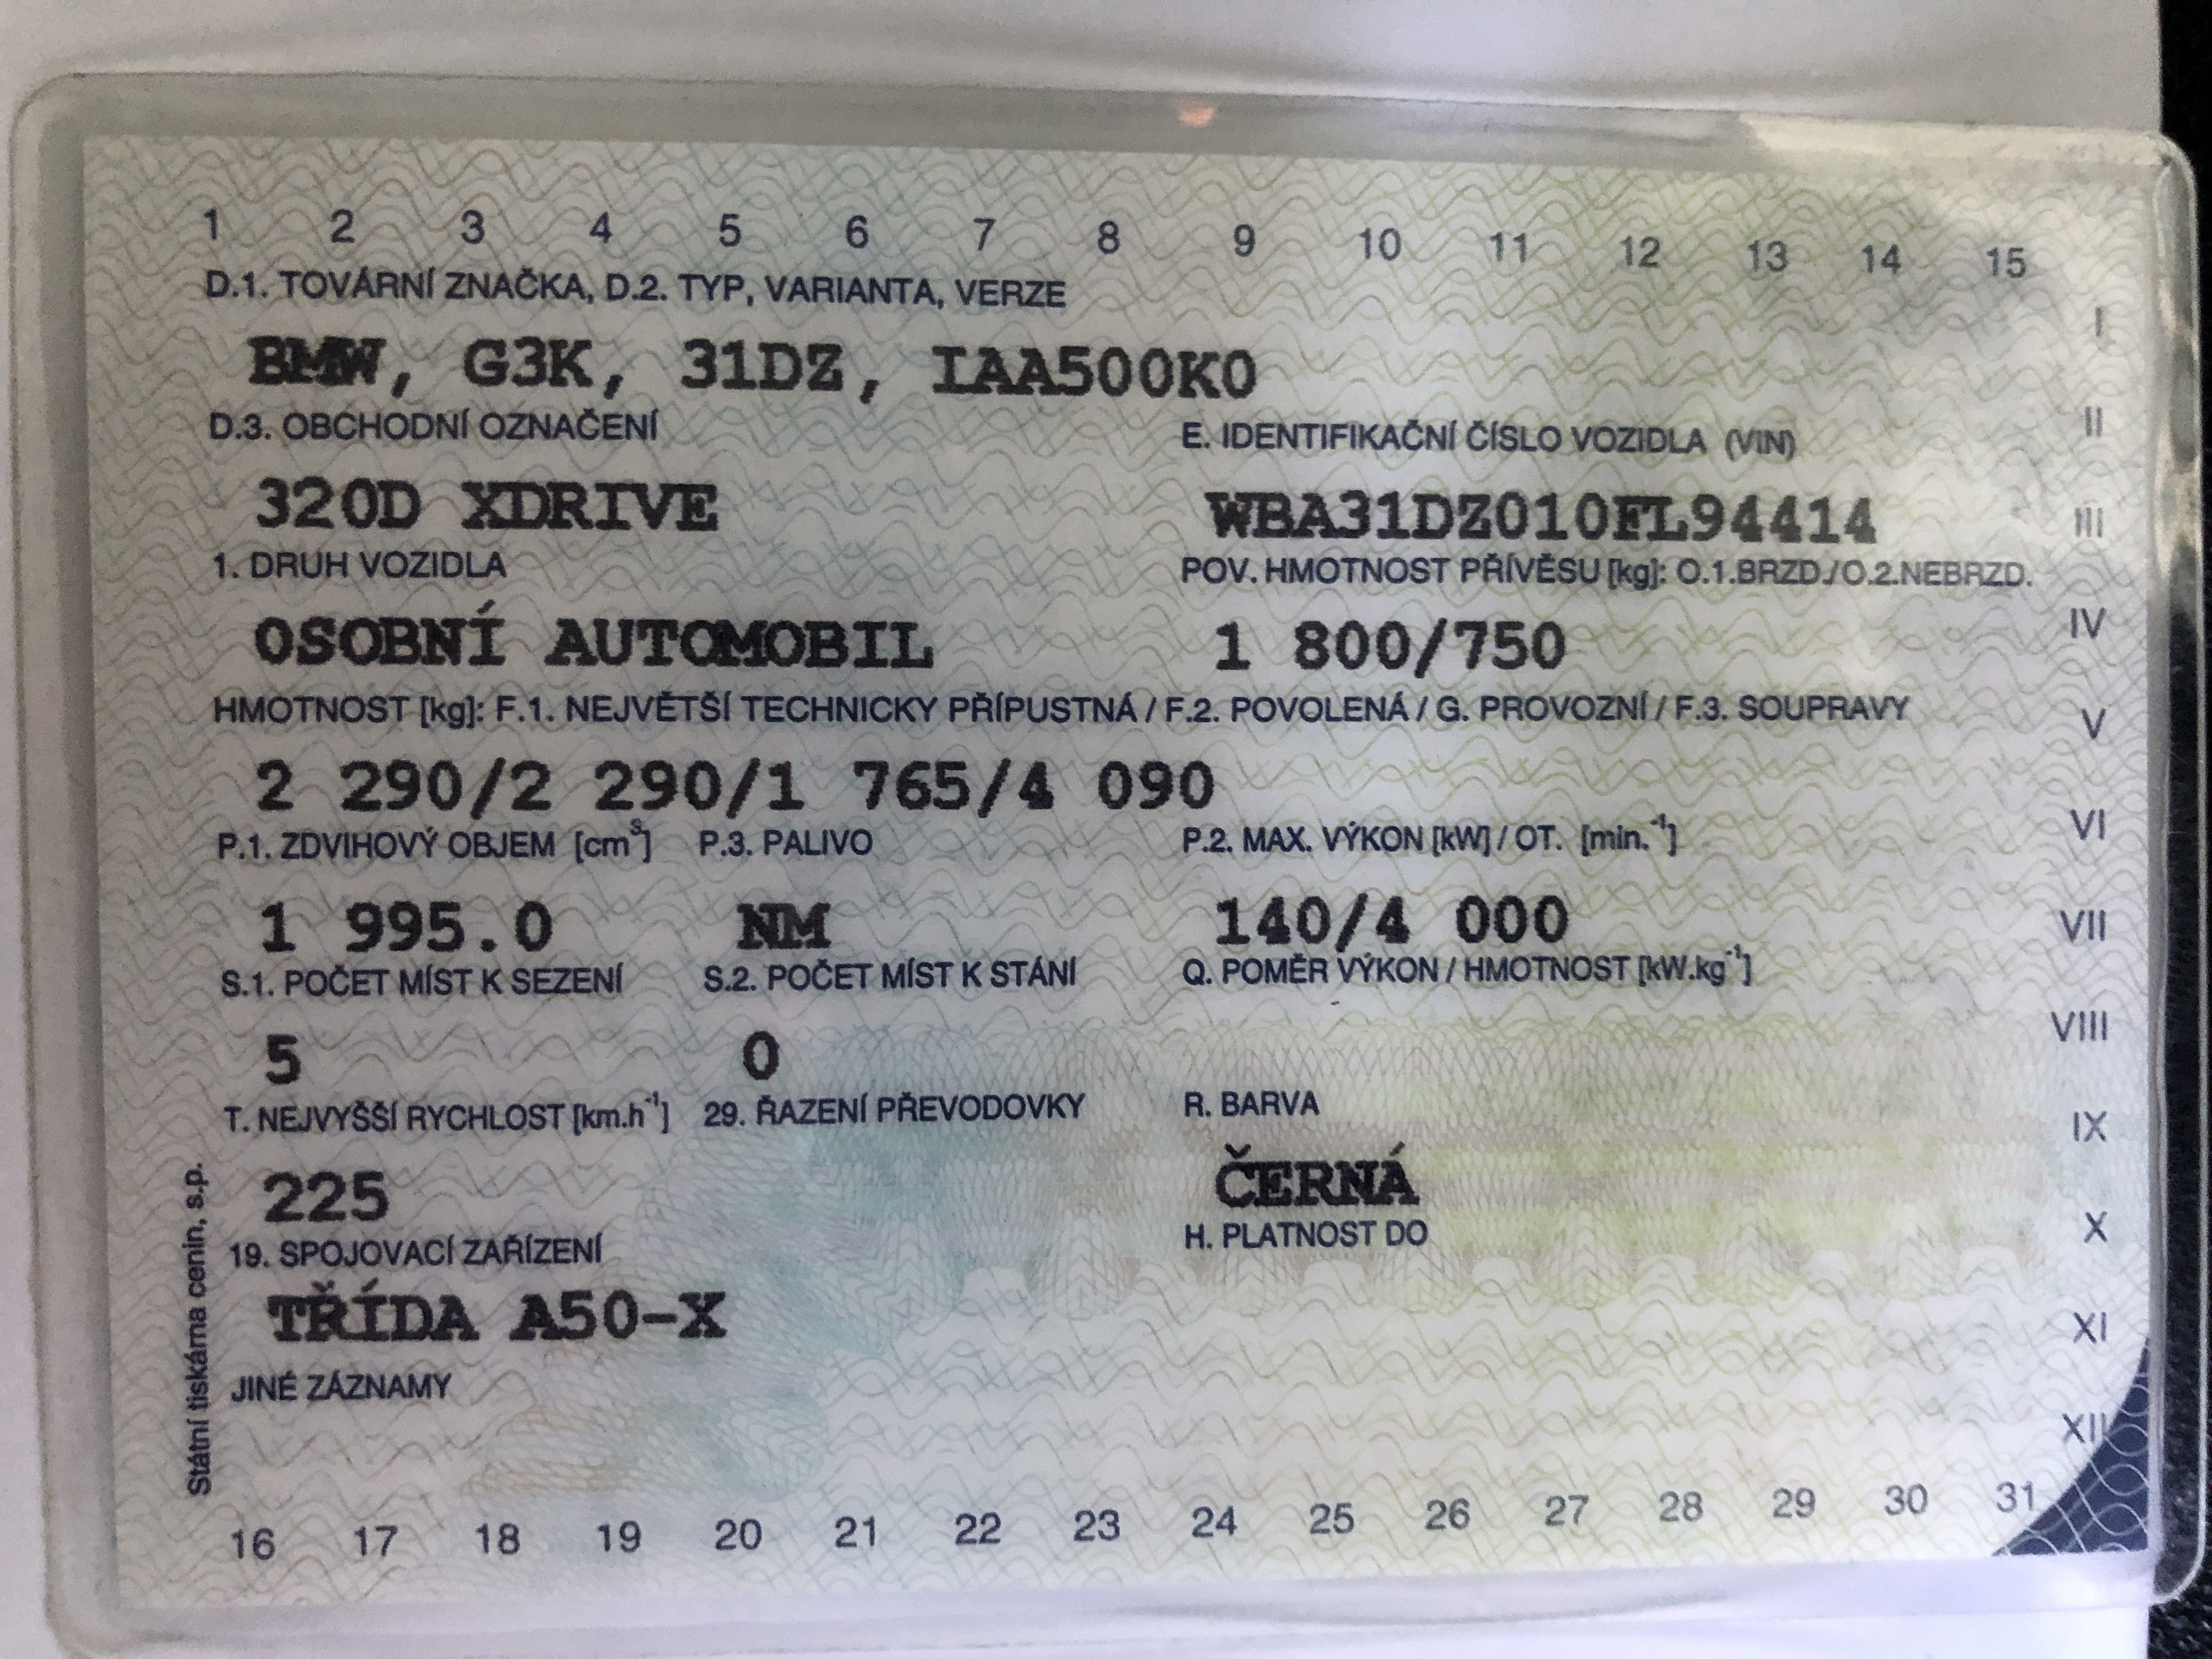 1 2 3 4 5 6 7 8 9 10 11 12 13 14 15
D.1. TOVÁRNÍ ZNAČKA, D.2. TYP, VARIANTA, VERZE
I
BMW, G3K, 31DZ, IAA500K0
D.3. OBCHODNÍ OZNAČENÍ E. IDENTIFIKAČNÍ ČÍSLO VOZIDLA (VIN)
II
320D XDRIVE WBA31DZ010FL94414
III
1. DRUH VOZIDLA POV. HMOTNOST PŘÍVĚSU [kg]: O.1.BRZD./O.2.NEBRZD.
OSOBNÍ AUTOMOBIL 1 800/750
IV
HMOTNOST [kg]: F.1. NEJVĚTŠÍ TECHNICKY PŘÍPUSTNÁ / F.2. POVOLENÁ / G. PROVOZNÍ / F.3. SOUPRAVY
V
2 290/2 290/1 765/4 090
P.1. ZDVIHOVÝ OBJEM [cm³] P.3. PALIVO P.2. MAX. VÝKON [kW] / OT. [min.⁻¹]
VI
1 995.0 NM 140/4 000
VII
S.1. POČET MÍST K SEZENÍ S.2. POČET MÍST K STÁNÍ Q. POMĚR VÝKON / HMOTNOST [kW.kg⁻¹]
VIII
5 0
T. NEJVYŠŠÍ RYCHLOST [km.h⁻¹] 29. ŘAZENÍ PŘEVODOVKY R. BARVA
IX
225 ČERNÁ
X
19. SPOJOVACÍ ZAŘÍZENÍ H. PLATNOST DO
TŘÍDA A50-X
XI
JINÉ ZÁZNAMY
XII
Státní tiskárna cenin, s.p.
16 17 18 19 20 21 22 23 24 25 26 27 28 29 30 31